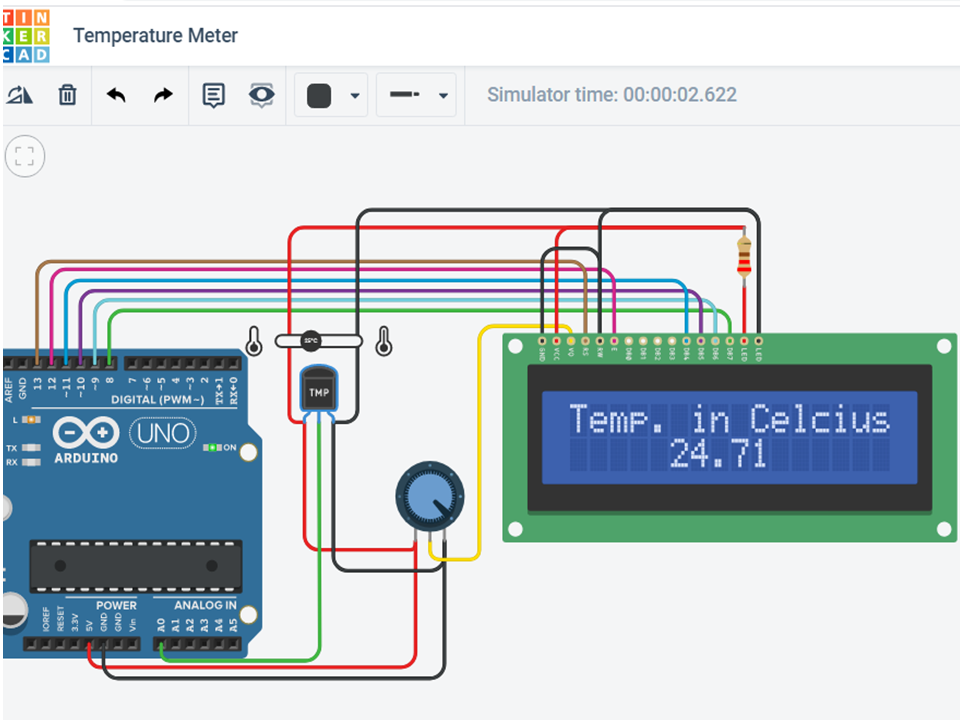 TIN
KER
CAD
Temperature Meter
Simulator time: 00:00:02.622
25°C
TMP
AREF
GND
13
12
~11
~10
~9
8
7
~6
~5
4
~3
2
TX→1
RX←0
DIGITAL (PWM~)
L
TX
RX
ARDUINO
UNO
ON
GND
VCC
V0
RS
RW
E
DB0
DB1
DB2
DB3
DB4
DB5
DB6
DB7
LED
LED
Temp. in Celcius
24.71
POWER
ANALOG IN
IOREF
RESET
3.3V
5V
GND
GND
Vin
A0
A1
A2
A3
A4
A5